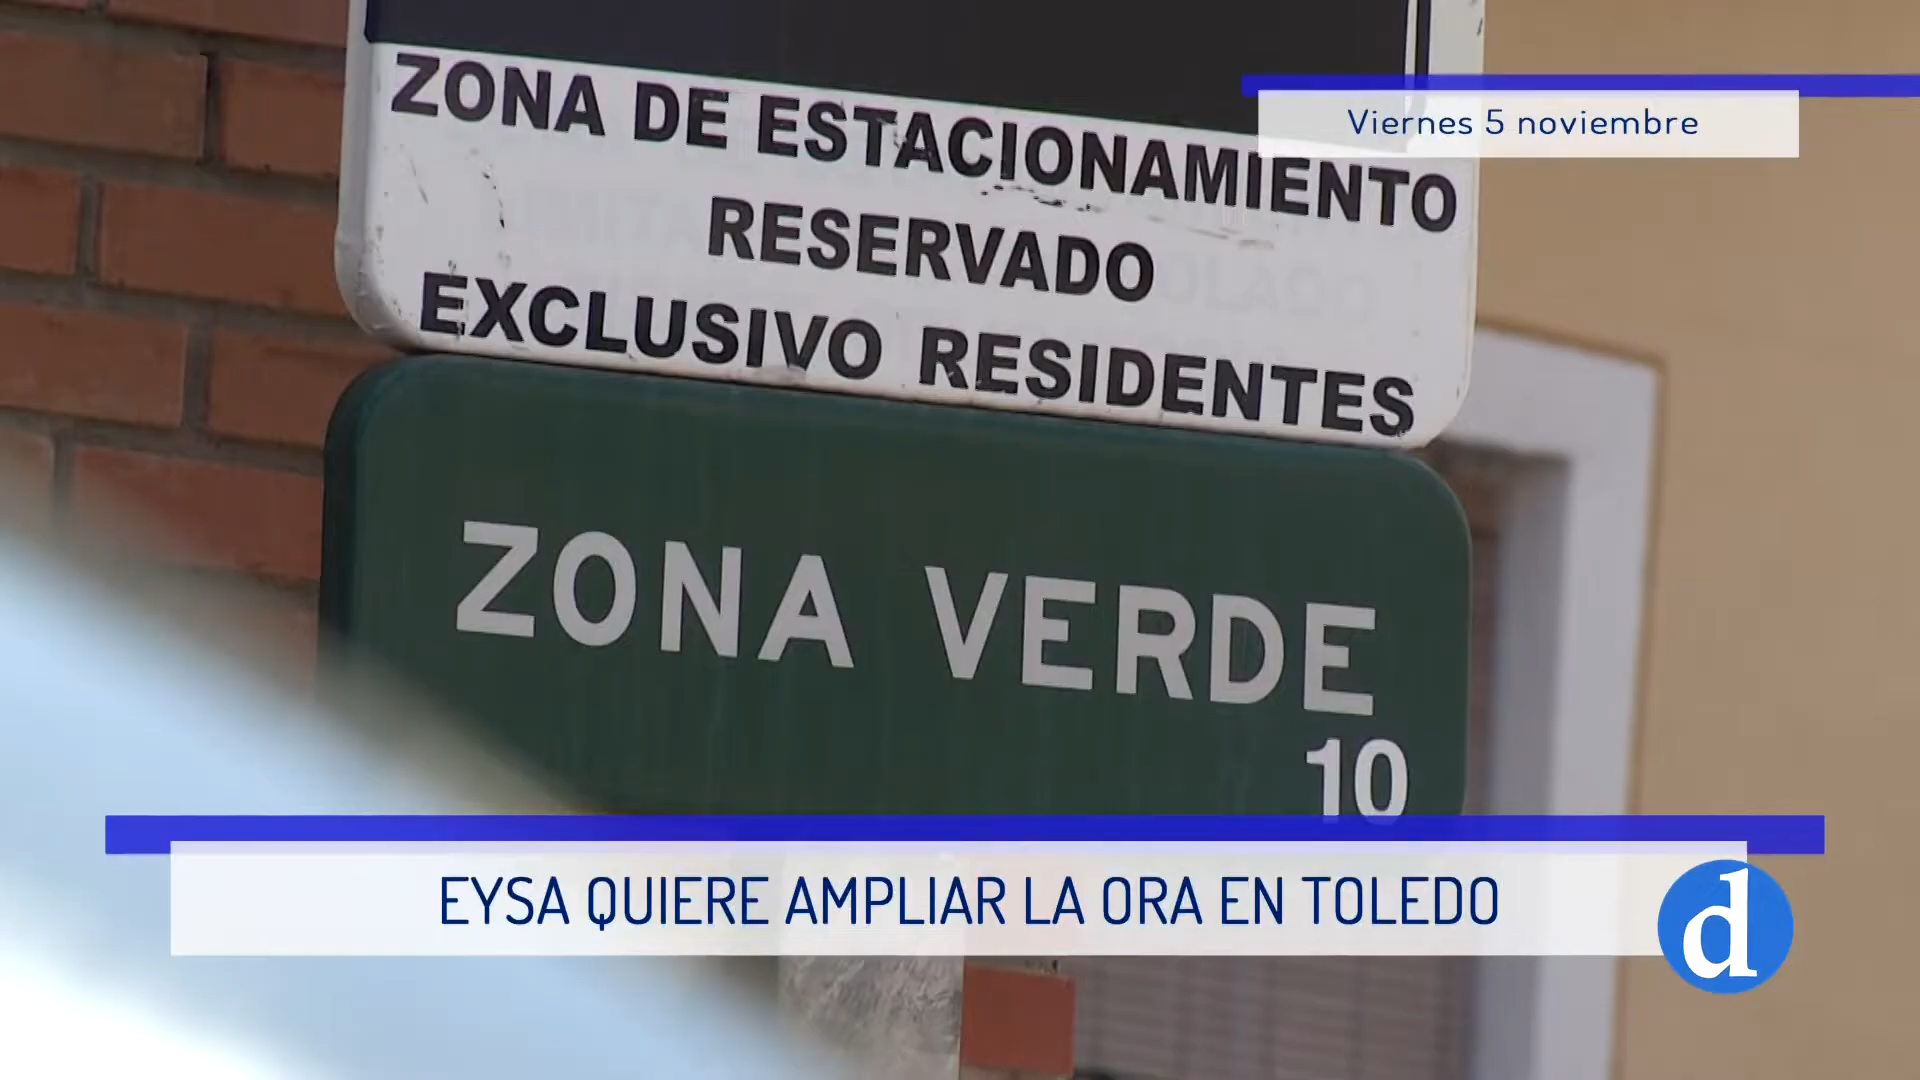 Viernes 5 noviembre
ZONA DE ESTACIONAMIENTO
RESERVADO
EXCLUSIVO RESIDENTES
ZONA VERDE
10
EYSA QUIERE AMPLIAR LA ORA EN TOLEDO
d